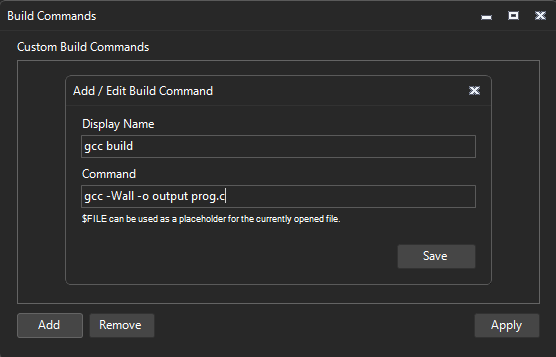 Build Commands
Custom Build Commands
Add / Edit Build Command
Display Name
gcc build
Command
gcc -Wall -o output prog.c
$FILE can be used as a placeholder for the currently opened file.
Save
Add
Remove
Apply